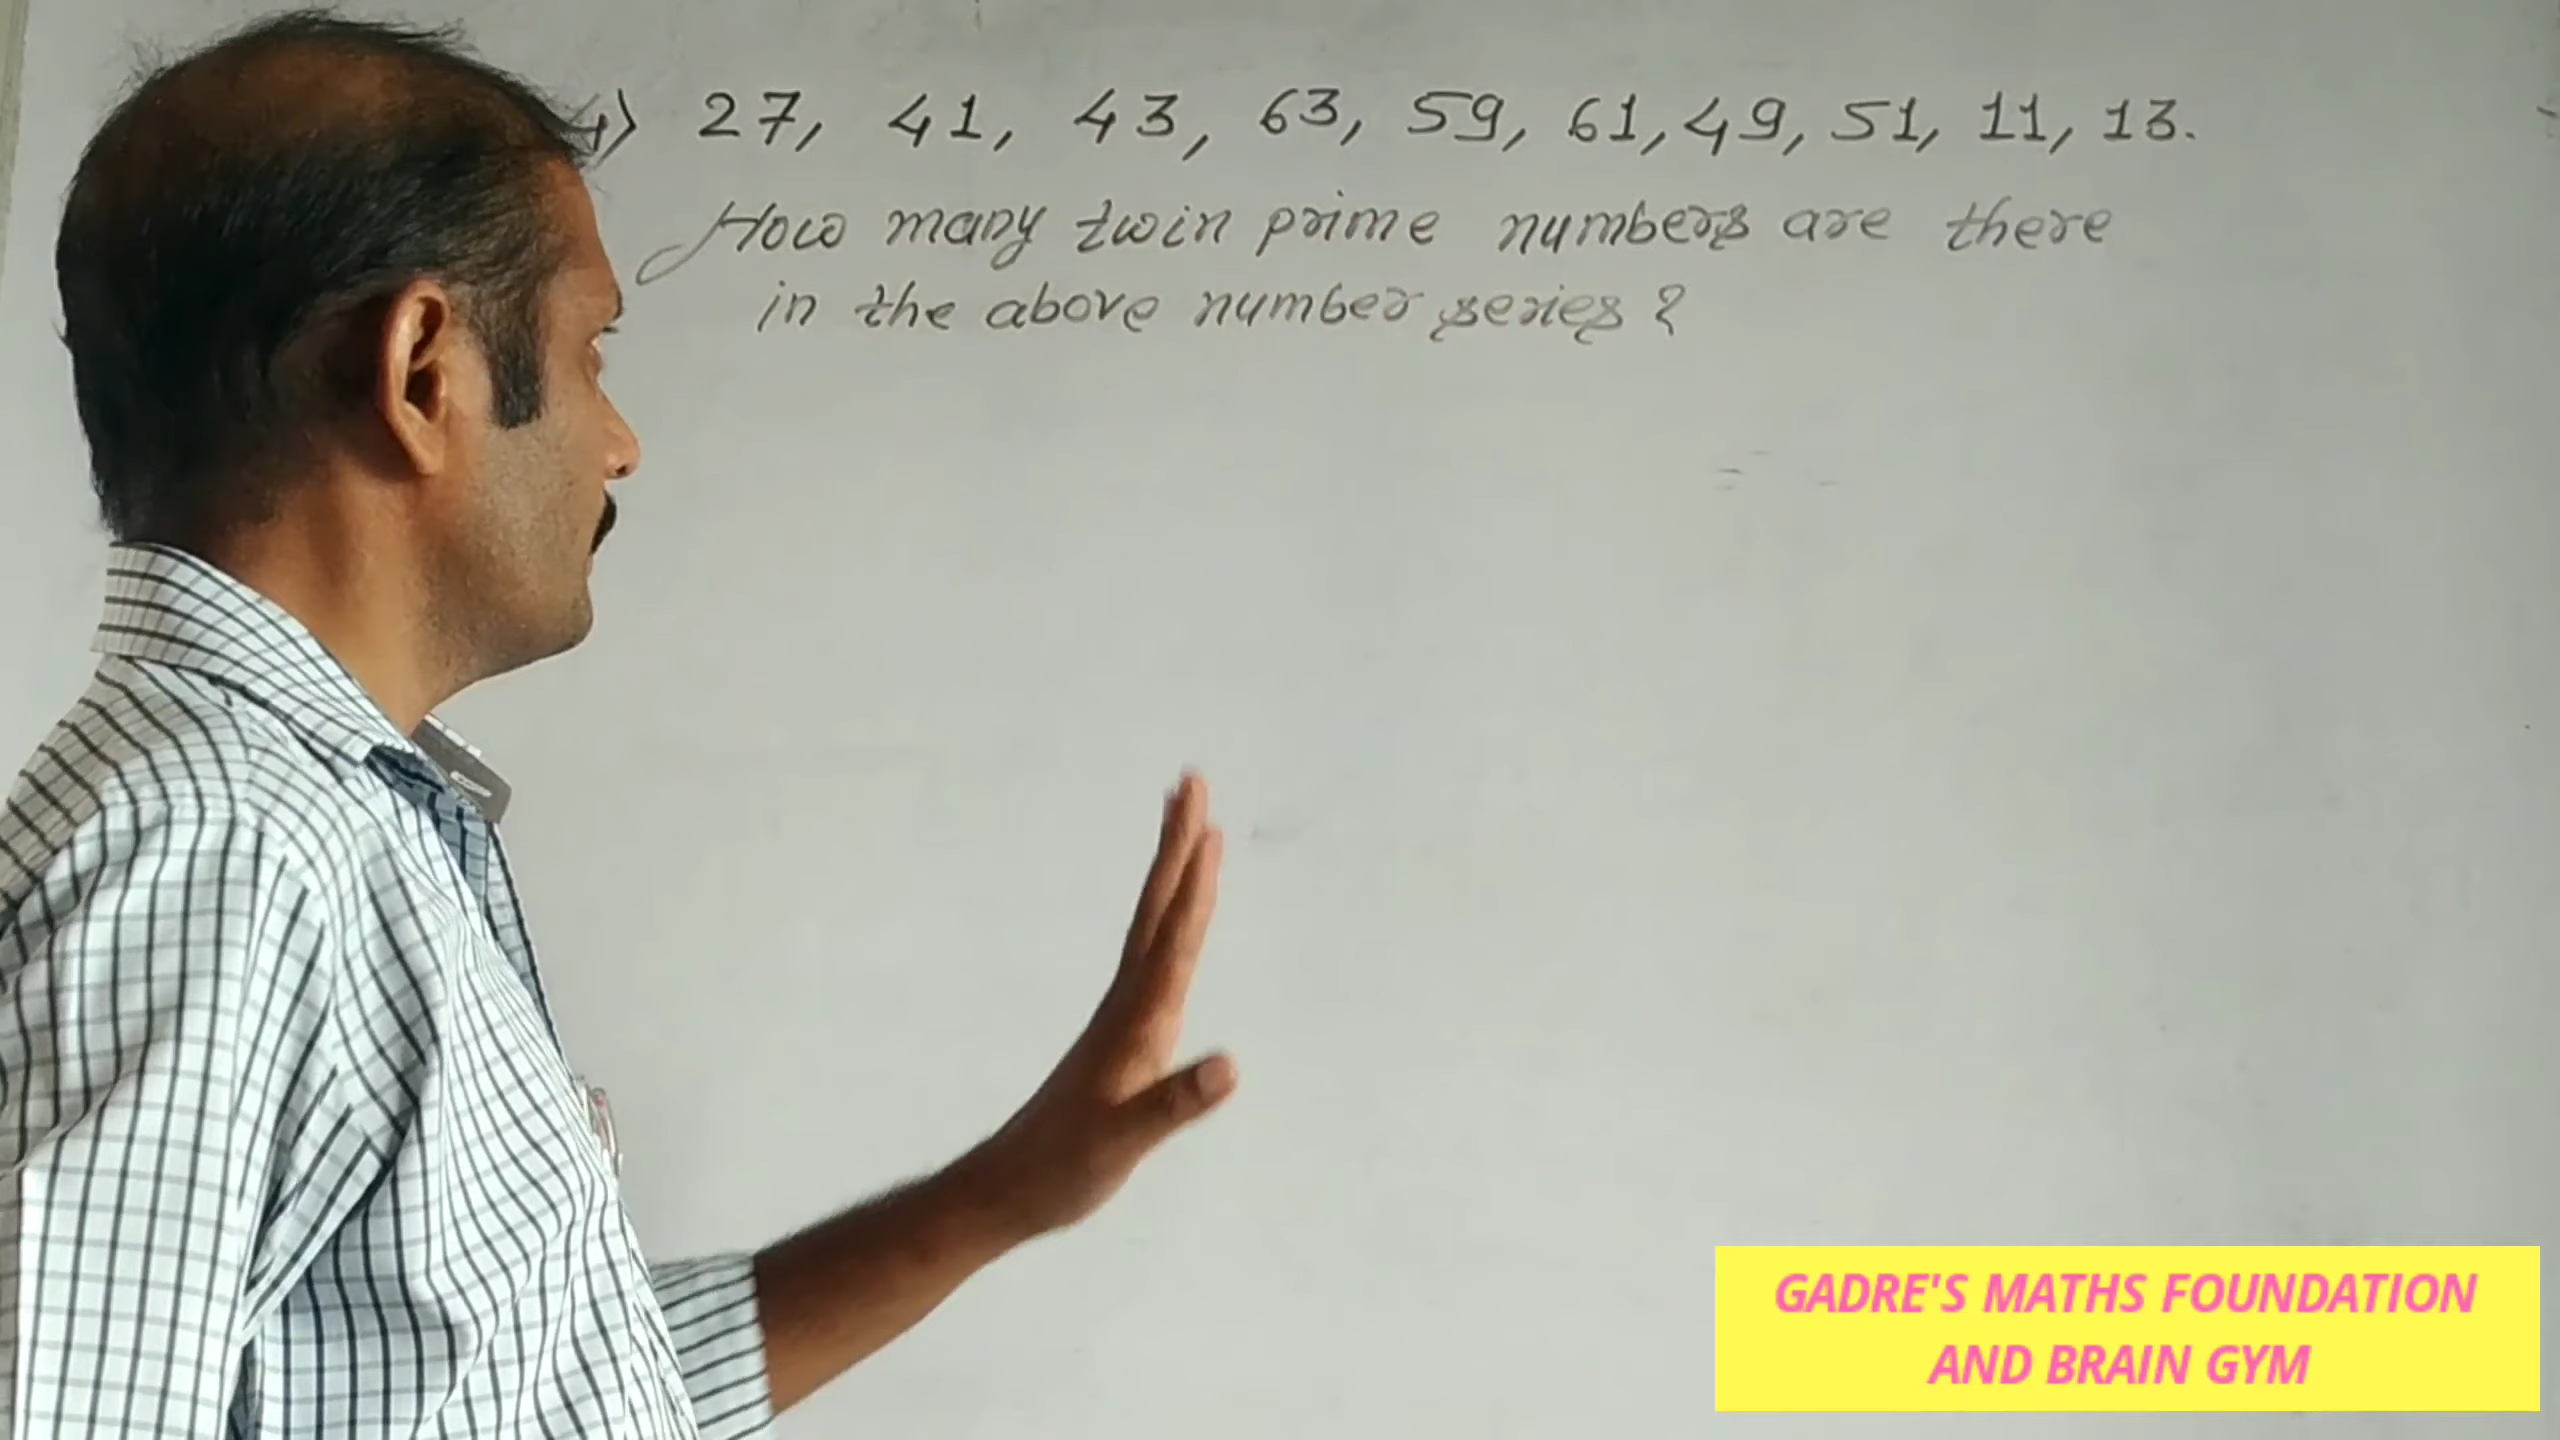 4) 27, 41, 43, 63, 59, 61, 49, 51, 11, 13.
How many twin prime numbers are there
in the above number series?
GADRE'S MATHS FOUNDATION
AND BRAIN GYM